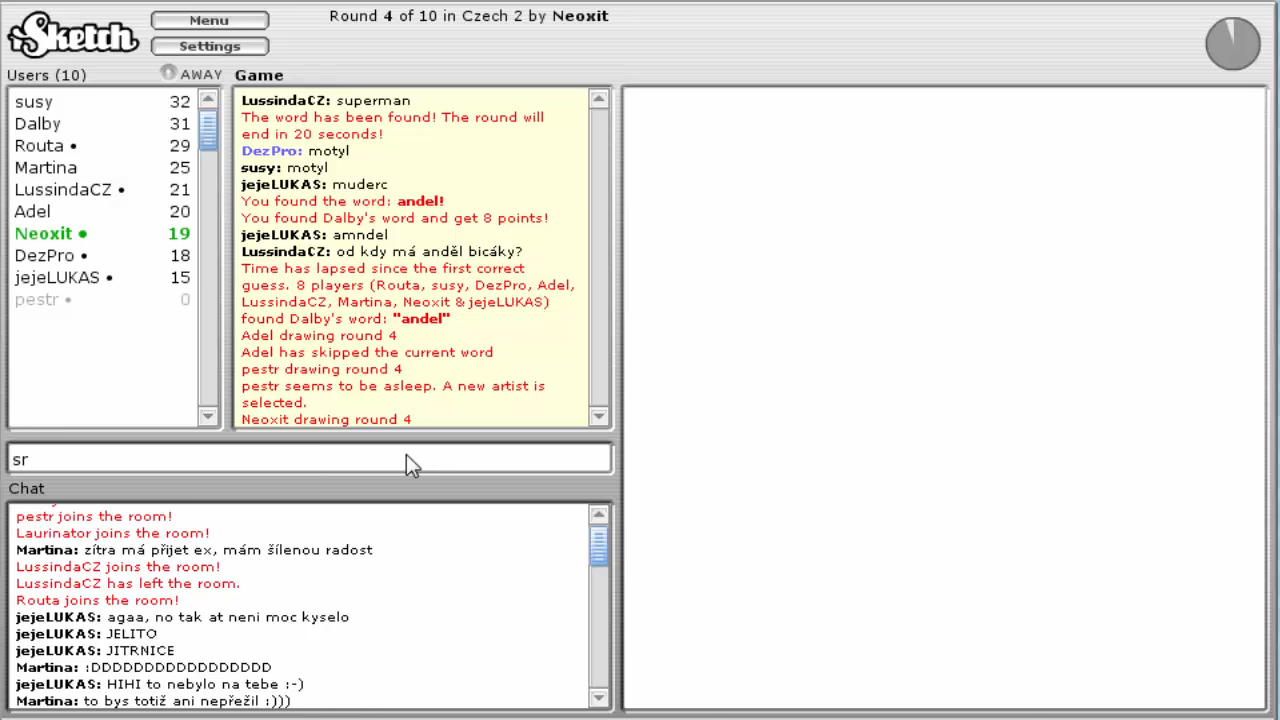 iSketch
Menu
Settings
Round 4 of 10 in Czech 2 by Neoxit
Users (10)
AWAY
Game
susy 32
Dalby 31
Routa • 29
Martina 25
LussindaCZ • 21
Adel 20
Neoxit • 19
DezPro • 18
jejeLUKAS • 15
pestr • 0
LussindaCZ: superman
The word has been found! The round will
end in 20 seconds!
DezPro: motyl
susy: motyl
jejeLUKAS: muderc
You found the word: andel!
You found Dalby's word and get 8 points!
jejeLUKAS: amndel
LussindaCZ: od kdy má anděl bicáky?
Time has lapsed since the first correct
guess. 8 players (Routa, susy, DezPro, Adel,
LussindaCZ, Martina, Neoxit & jejeLUKAS)
found Dalby's word: "andel"
Adel drawing round 4
Adel has skipped the current word
pestr drawing round 4
pestr seems to be asleep. A new artist is
selected.
Neoxit drawing round 4
sr
Chat
pestr joins the room!
Laurinator joins the room!
Martina: zítra má přijet ex, mám šílenou radost
LussindaCZ joins the room!
LussindaCZ has left the room.
Routa joins the room!
jejeLUKAS: agaa, no tak at neni moc kyselo
jejeLUKAS: JELITO
jejeLUKAS: JITRNICE
Martina: :DDDDDDDDDDDDDDDDD
jejeLUKAS: HIHI to nebylo na tebe :-)
Martina: to bys totiž ani nepřežil :)))